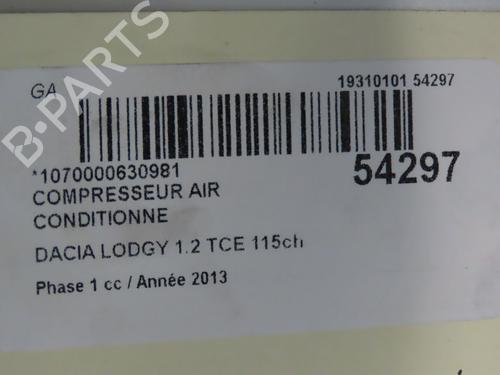 GA
19310101 54297
*1070000630981
54297
COMPRESSEUR AIR
CONDITIONNE
DACIA LODGY 1.2 TCE 115ch
Phase 1 cc / Année 2013
B-PARTS